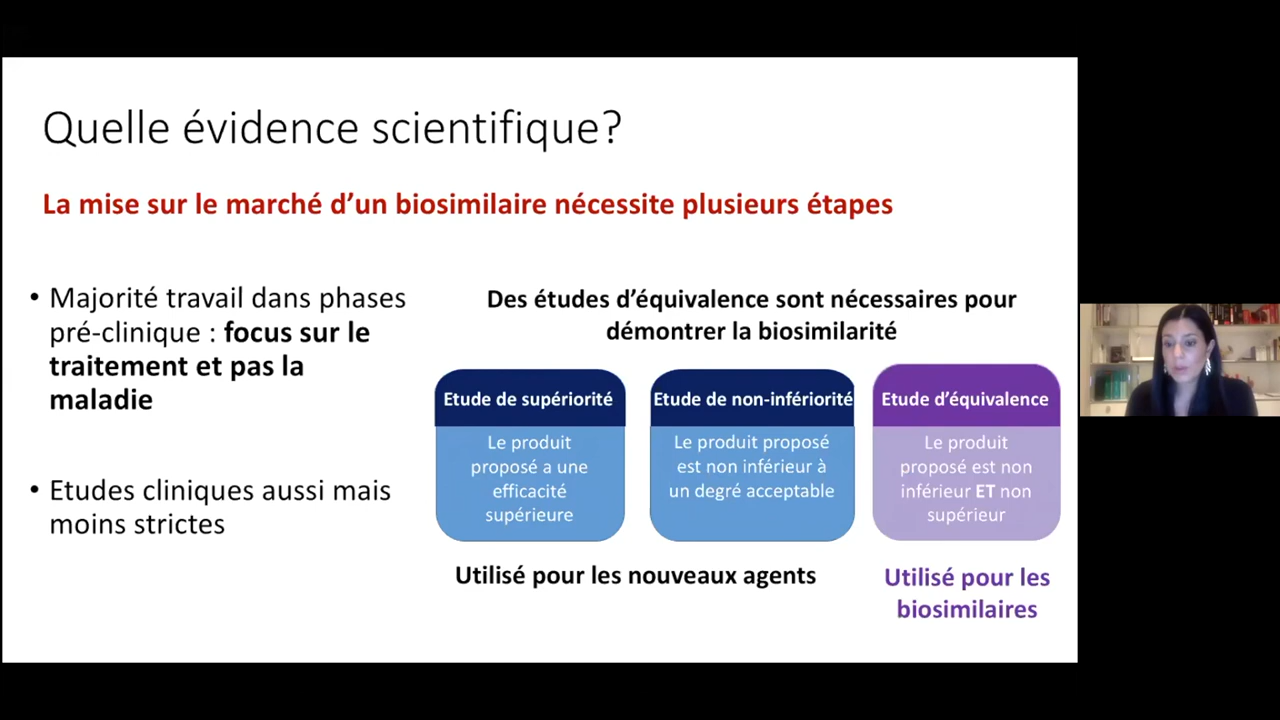 Quelle évidence scientifique?
La mise sur le marché d'un biosimilaire nécessite plusieurs étapes
• Majorité travail dans phases
pré-clinique : focus sur le
traitement et pas la
maladie
• Etudes cliniques aussi mais
moins strictes
Des études d'équivalence sont nécessaires pour
démontrer la biosimilarité
Etude de supériorité
Le produit
proposé a une
efficacité
supérieure
Etude de non-infériorité
Le produit proposé
est non inférieur à
un degré acceptable
Etude d'équivalence
Le produit
proposé est non
inférieur ET non
supérieur
Utilisé pour les nouveaux agents
Utilisé pour les
biosimilaires